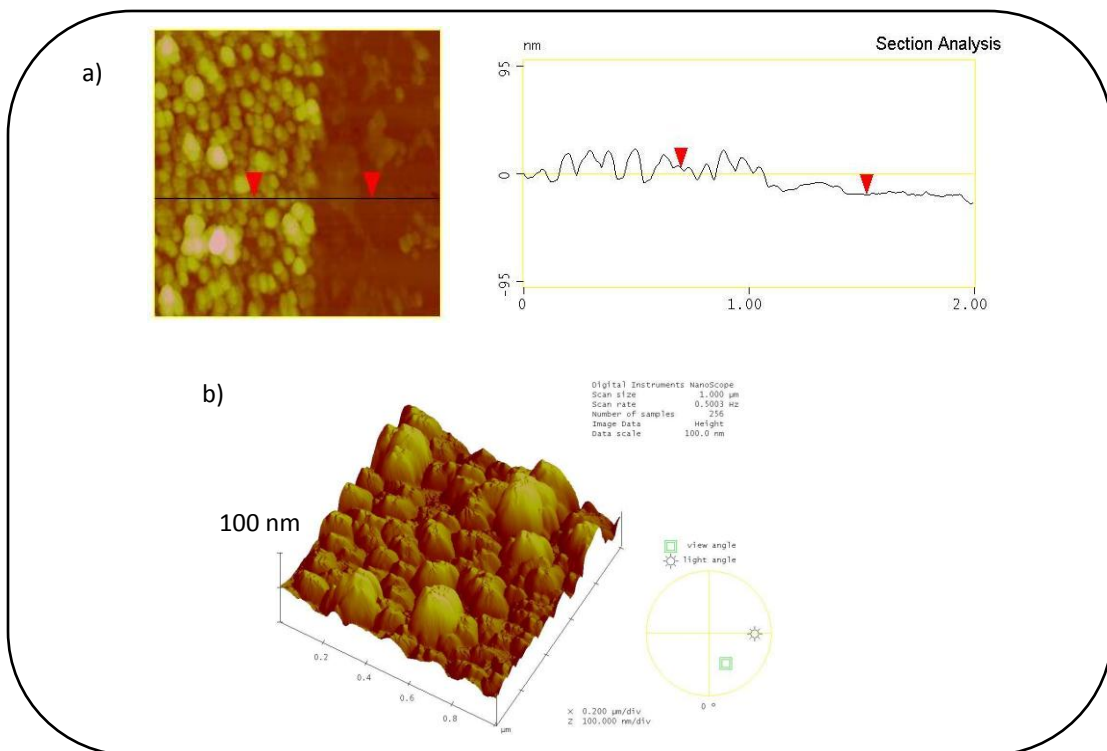 a)
nm
Section Analysis
95
0
-95
0
1.00
2.00
b)
Digital Instruments NanoScope
Scan size 1.000 µm
Scan rate 0.5003 Hz
Number of samples 256
Image Data Height
Data scale 100.0 nm
100 nm
view angle
light angle
0.2
0.4
0.6
0.8
µm
X 0.200 µm/div
Z 100.000 nm/div
0 °